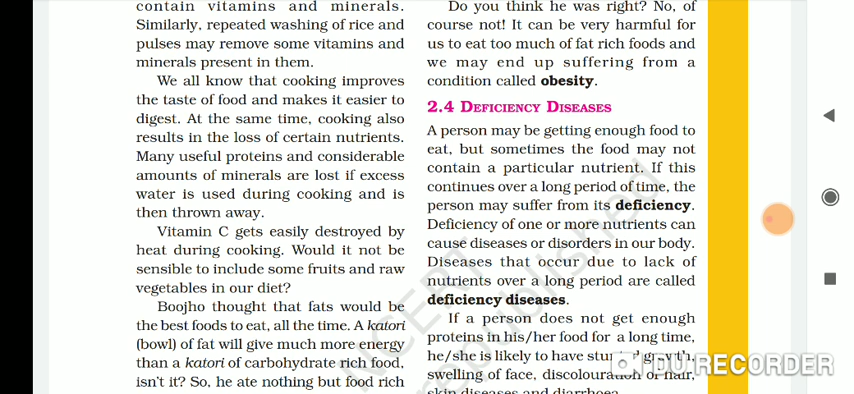 contain vitamins and minerals.
Similarly, repeated washing of rice and
pulses may remove some vitamins and
minerals present in them.
We all know that cooking improves
the taste of food and makes it easier to
digest. At the same time, cooking also
results in the loss of certain nutrients.
Many useful proteins and considerable
amounts of minerals are lost if excess
water is used during cooking and is
then thrown away.
Vitamin C gets easily destroyed by
heat during cooking. Would it not be
sensible to include some fruits and raw
vegetables in our diet?
Boojho thought that fats would be
the best foods to eat, all the time. A katori
(bowl) of fat will give much more energy
than a katori of carbohydrate rich food,
isn't it? So, he ate nothing but food rich
Do you think he was right? No, of
course not! It can be very harmful for
us to eat too much of fat rich foods and
we may end up suffering from a
condition called obesity.
2.4 DEFICIENCY DISEASES
A person may be getting enough food to
eat, but sometimes the food may not
contain a particular nutrient. If this
continues over a long period of time, the
person may suffer from its deficiency.
Deficiency of one or more nutrients can
cause diseases or disorders in our body.
Diseases that occur due to lack of
nutrients over a long period are called
deficiency diseases.
If a person does not get enough
proteins in his/her food for a long time,
he/she is likely to have stunted growth,
swelling of face, discolouration of hair,
skin diseases and diarrhoea
NCERT
republished
DU RECORDER